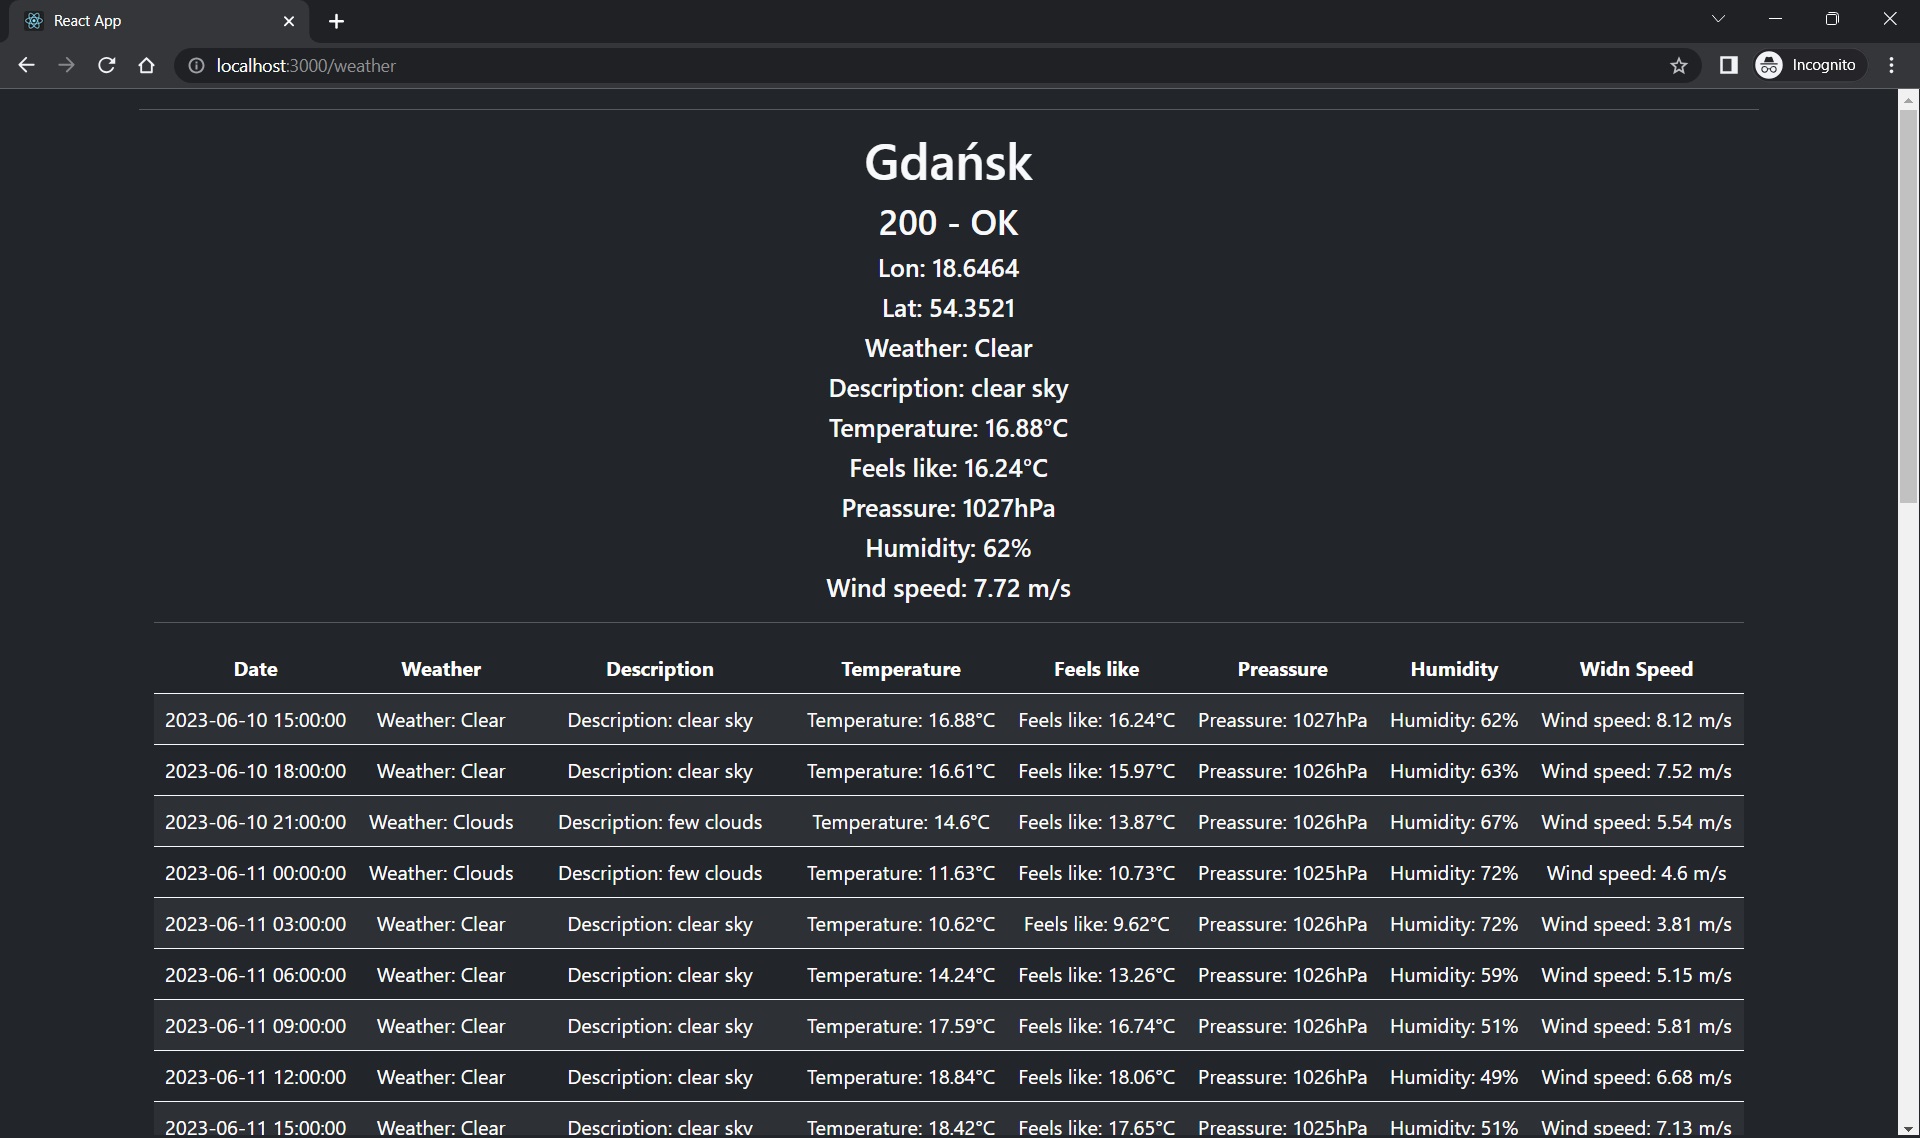 React App
localhost:3000/weather
Incognito
Gdańsk
200 - OK
Lon: 18.6464
Lat: 54.3521
Weather: Clear
Description: clear sky
Temperature: 16.88°C
Feels like: 16.24°C
Preassure: 1027hPa
Humidity: 62%
Wind speed: 7.72 m/s
Date Weather Description Temperature Feels like Preassure Humidity Widn Speed
2023-06-10 15:00:00 Weather: Clear Description: clear sky Temperature: 16.88°C Feels like: 16.24°C Preassure: 1027hPa Humidity: 62% Wind speed: 8.12 m/s
2023-06-10 18:00:00 Weather: Clear Description: clear sky Temperature: 16.61°C Feels like: 15.97°C Preassure: 1026hPa Humidity: 63% Wind speed: 7.52 m/s
2023-06-10 21:00:00 Weather: Clouds Description: few clouds Temperature: 14.6°C Feels like: 13.87°C Preassure: 1026hPa Humidity: 67% Wind speed: 5.54 m/s
2023-06-11 00:00:00 Weather: Clouds Description: few clouds Temperature: 11.63°C Feels like: 10.73°C Preassure: 1025hPa Humidity: 72% Wind speed: 4.6 m/s
2023-06-11 03:00:00 Weather: Clear Description: clear sky Temperature: 10.62°C Feels like: 9.62°C Preassure: 1026hPa Humidity: 72% Wind speed: 3.81 m/s
2023-06-11 06:00:00 Weather: Clear Description: clear sky Temperature: 14.24°C Feels like: 13.26°C Preassure: 1026hPa Humidity: 59% Wind speed: 5.15 m/s
2023-06-11 09:00:00 Weather: Clear Description: clear sky Temperature: 17.59°C Feels like: 16.74°C Preassure: 1026hPa Humidity: 51% Wind speed: 5.81 m/s
2023-06-11 12:00:00 Weather: Clear Description: clear sky Temperature: 18.84°C Feels like: 18.06°C Preassure: 1026hPa Humidity: 49% Wind speed: 6.68 m/s
2023-06-11 15:00:00 Weather: Clear Description: clear sky Temperature: 18.42°C Feels like: 17.65°C Preassure: 1025hPa Humidity: 51% Wind speed: 7.13 m/s